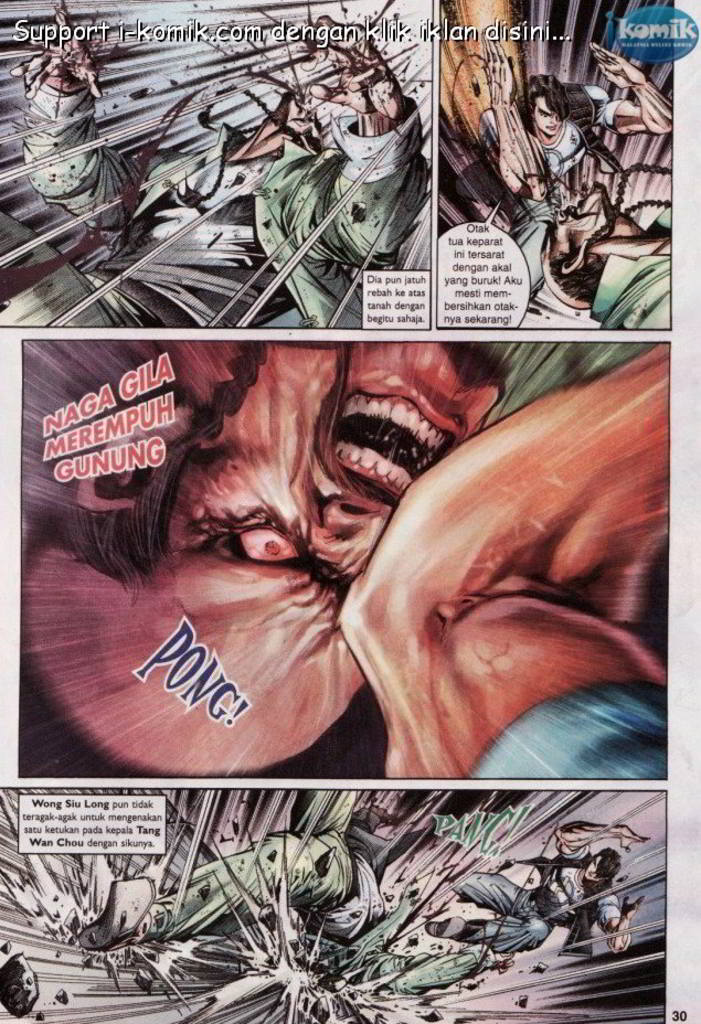 Support i-komik.com dengan klik iklan disini...
ikomik
MALAYSIA ONLINE KOMIK
Dia pun jatuh
rebah ke atas
tanah dengan
begitu sahaja.
Otak
tua keparat
ini tersarat
dengan akal
yang buruk! Aku
mesti mem-
bersihkan otak-
nya sekarang!
NAGA GILA
MEREMPUH
GUNUNG
PONG!
Wong Siu Long pun tidak
teragak-agak untuk mengenakan
satu ketukan pada kepala Tang
Wan Chou dengan sikunya.
PANG!
30